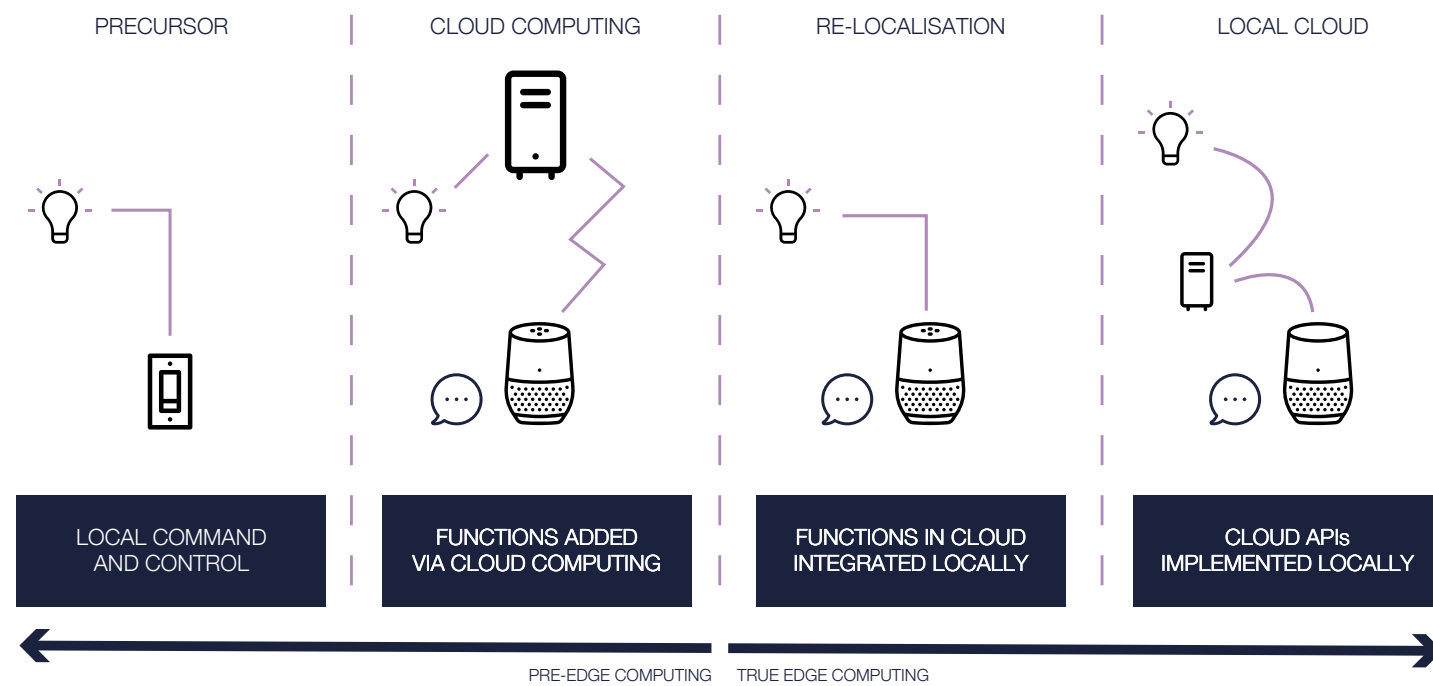 PRECURSOR
CLOUD COMPUTING
RE-LOCALISATION
LOCAL CLOUD
LOCAL COMMAND
AND CONTROL
FUNCTIONS ADDED
VIA CLOUD COMPUTING
FUNCTIONS IN CLOUD
INTEGRATED LOCALLY
CLOUD APIs
IMPLEMENTED LOCALLY
PRE-EDGE COMPUTING
TRUE EDGE COMPUTING